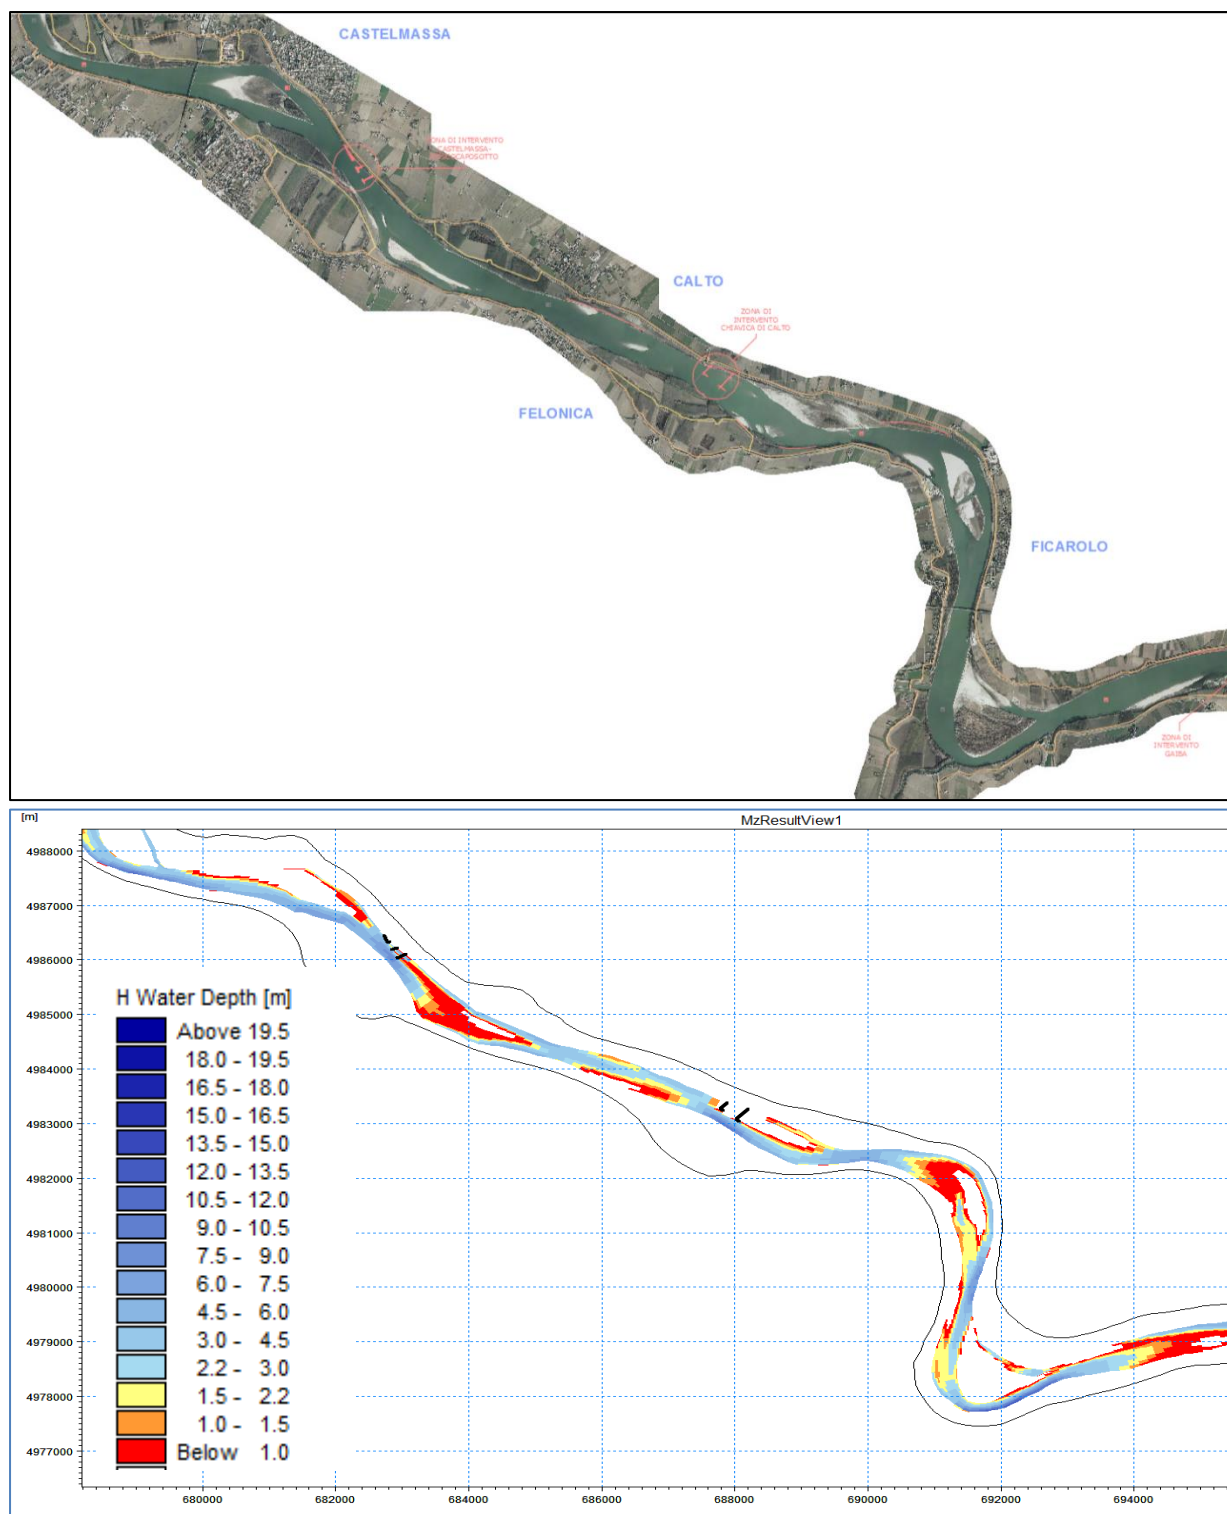 CASTELMASSA
ZONA DI INTERVENTO
CASTELMASSA-
CALTO
ZONA DI
INTERVENTO
CHIAVICA DI CALTO
FELONICA
FICAROLO
ZONA DI
INTERVENTO
GAIBA
[m]
MzResultView1
4988000
4987000
4986000
4985000
4984000
4983000
4982000
4981000
4980000
4979000
4978000
4977000
H Water Depth [m]
Above 19.5
18.0 - 19.5
16.5 - 18.0
15.0 - 16.5
13.5 - 15.0
12.0 - 13.5
10.5 - 12.0
9.0 - 10.5
7.5 - 9.0
6.0 - 7.5
4.5 - 6.0
3.0 - 4.5
2.2 - 3.0
1.5 - 2.2
1.0 - 1.5
Below 1.0
680000
682000
684000
686000
688000
690000
692000
694000